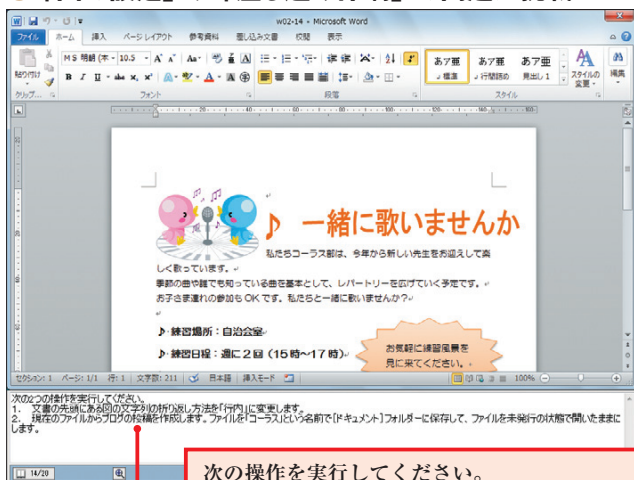 w02-14 - Microsoft Word
ファイル ホーム 挿入 ページレイアウト 参考資料 差し込み文書 校閲 表示
MS 明朝 (本 10.5
貼り付け
あア亜 あア亜 あア亜
標準 行間詰め 見出し 1
スタイルの変更
編集
クリップ... フォント 段落 スタイル
♪ 一緒に歌いませんか
私たちコーラス部は、今年から新しい先生をお迎えして楽
しく歌っています。
季節の曲や誰でも知っている曲を基本として、レパートリーを広げていく予定です。
お子さま連れの参加も OK です。私たちと一緒に歌いませんか?
♪ 練習場所:自治会室
♪ 練習日程:週に2回(15時~17時)
お気軽に練習風景を
見に来てください。
セクション: 1 ページ: 1/1 行: 1 文字数: 211 日本語 挿入モード 100%
次の2つの操作を実行してください。
1. 文書の先頭にある図の文字列の折り返し方法を「行内」に変更します。
2. 現在のファイルからブログの投稿を作成します。ファイルを「コーラス」という名前で[ドキュメント]フォルダーに保存して、ファイルを未発行の状態で開いたままに
します。
14/20
次の操作を実行してください。